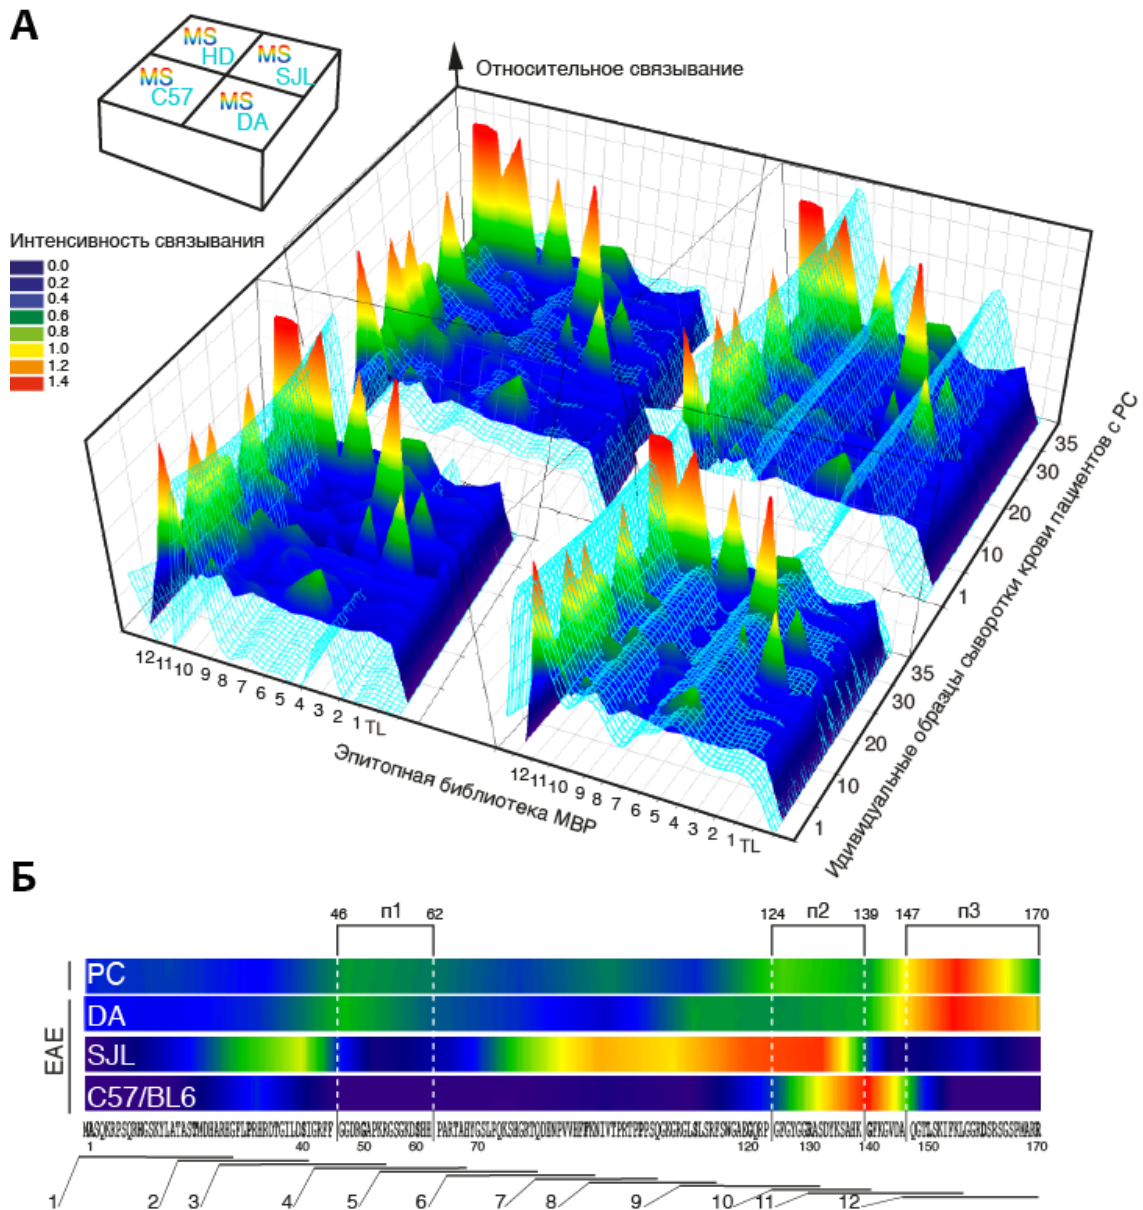 А
MS
HD
MS
SJL
MS
C57
MS
DA
Относительное связывание
Интенсивность связывания
0.0
0.2
0.4
0.6
0.8
1.0
1.2
1.4
35
30
20
10
1
35
30
20
10
1
Идивидуальные образцы сыворотки крови пациентов с РС
12 11 10 9 8 7 6 5 4 3 2 1 TL
12 11 10 9 8 7 6 5 4 3 2 1 TL
Эпитопная библиотека MBP
Б
46 п1 62 124 п2 139 147 п3 170
РС
EAE
DA
SJL
C57/BL6
1 40 50 60 70 120 130 140 150 170
1 2 3 4 5 6 7 8 9 10 11 12